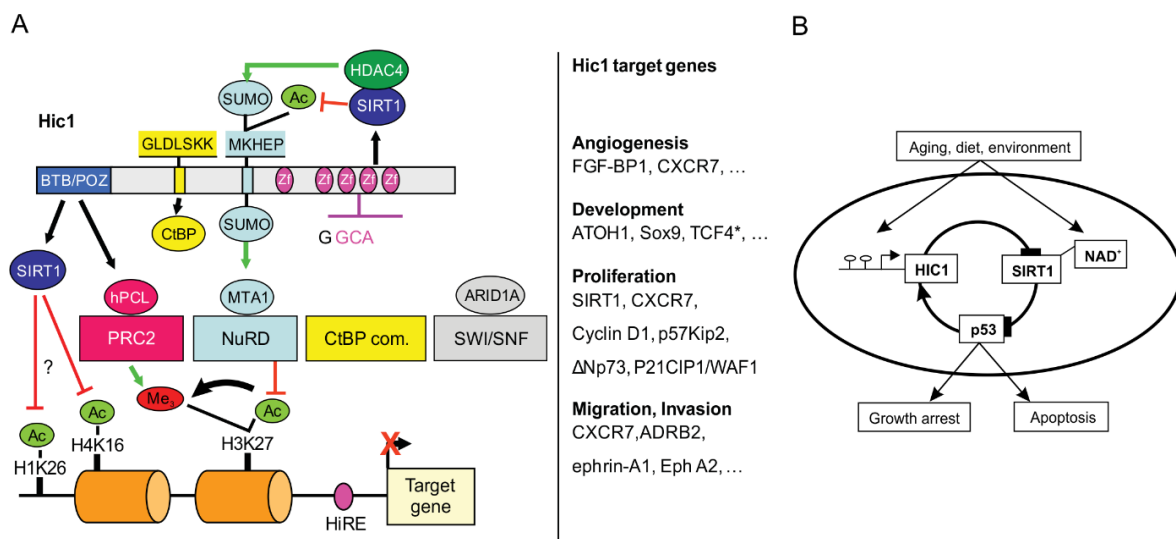 A
B
HDAC4
SUMO
Ac
SIRT1
Hic1
GLDLSKK
MKHEP
BTB/POZ
Zf
Zf
Zf
Zf
Zf
CtBP
SUMO
G GCA
SIRT1
hPCL
MTA1
ARID1A
PRC2
NuRD
CtBP com.
SWI/SNF
?
Me3
Ac
Ac
Ac
H4K16
H3K27
H1K26
X
Target
gene
HiRE
Hic1 target genes
Angiogenesis
FGF-BP1, CXCR7, ...
Development
ATOH1, Sox9, TCF4*, ...
Proliferation
SIRT1, CXCR7,
Cyclin D1, p57Kip2,
ΔNp73, P21CIP1/WAF1
Migration, Invasion
CXCR7,ADRB2,
ephrin-A1, Eph A2, ...
Aging, diet, environment
HIC1
SIRT1
NAD+
p53
Growth arrest
Apoptosis